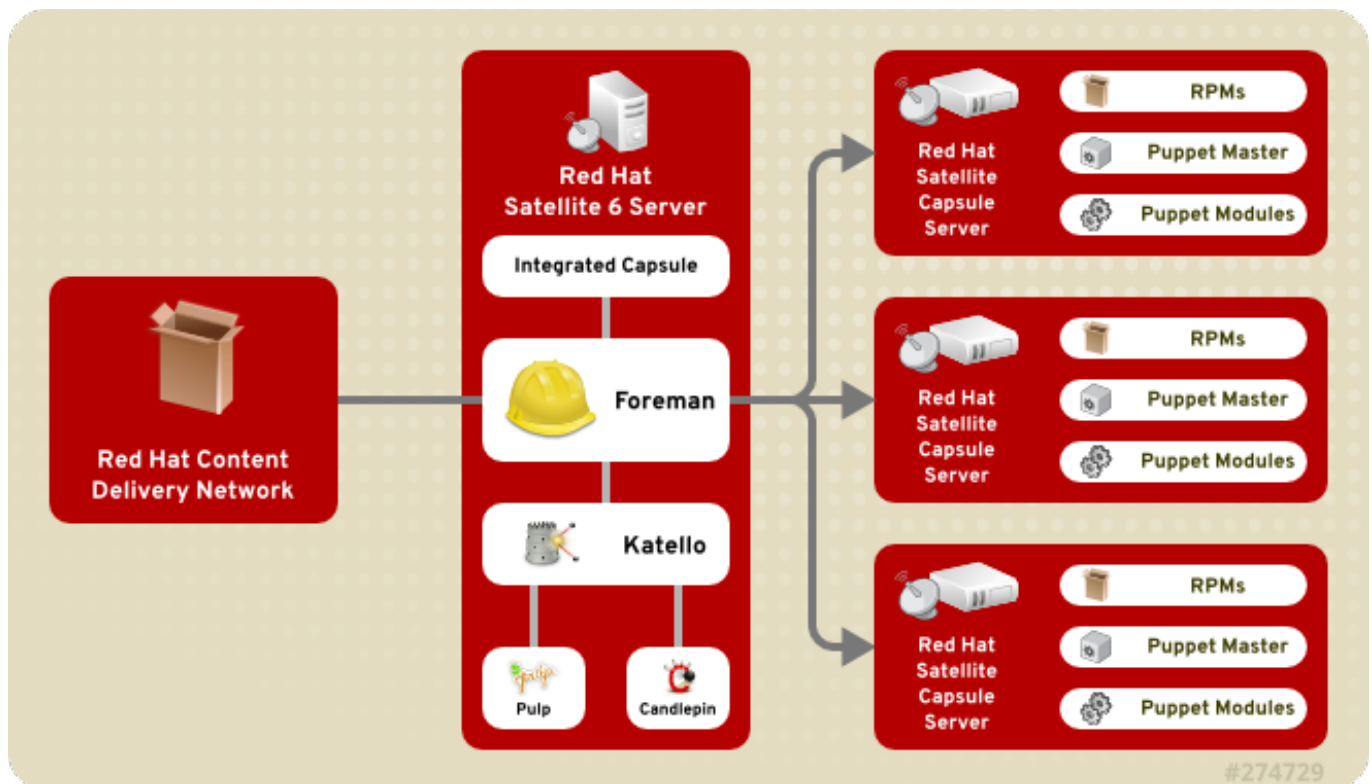 Red Hat Content
Delivery Network
Red Hat
Satellite 6 Server
Integrated Capsule
Foreman
Katello
Pulp
Candlepin
Red Hat
Satellite
Capsule
Server
RPMs
Puppet Master
Puppet Modules
Red Hat
Satellite
Capsule
Server
RPMs
Puppet Master
Puppet Modules
Red Hat
Satellite
Capsule
Server
RPMs
Puppet Master
Puppet Modules
#274729